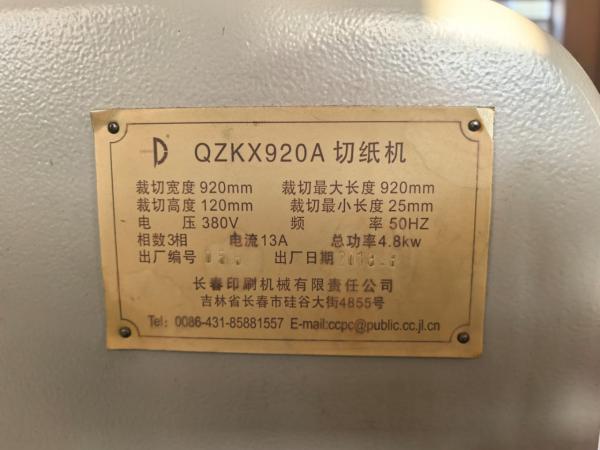 D QZKX920A 切纸机
裁切宽度 920mm 裁切最大长度 920mm
裁切高度 120mm 裁切最小长度 25mm
电 压 380V 频 率 50HZ
相数3相 电流13A 总功率4.8kw
出厂编号 出厂日期
长春印刷机械有限责任公司
吉林省长春市硅谷大街4855号
Tel: 0086-431-85881557 E-mail:ccpc@public.cc.jl.cn